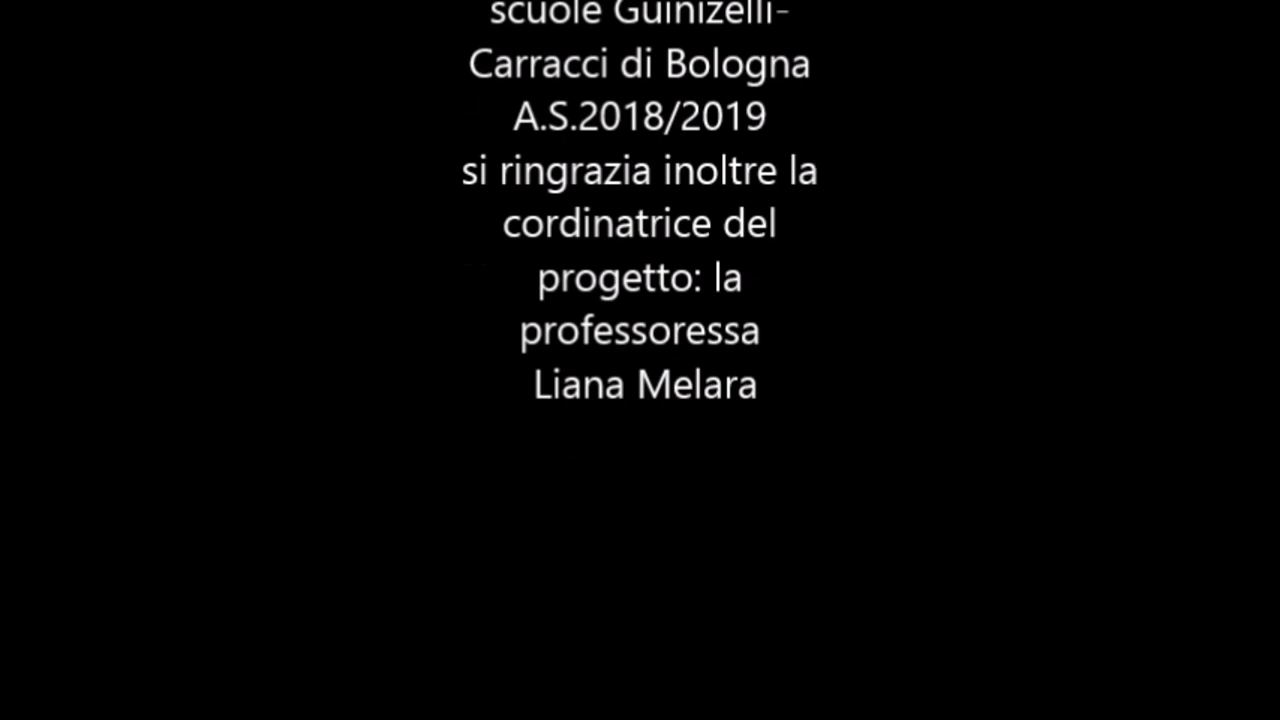 scuole Guinizelli-
Carracci di Bologna
A.S.2018/2019
si ringrazia inoltre la
cordinatrice del
progetto: la
professoressa
Liana Melara